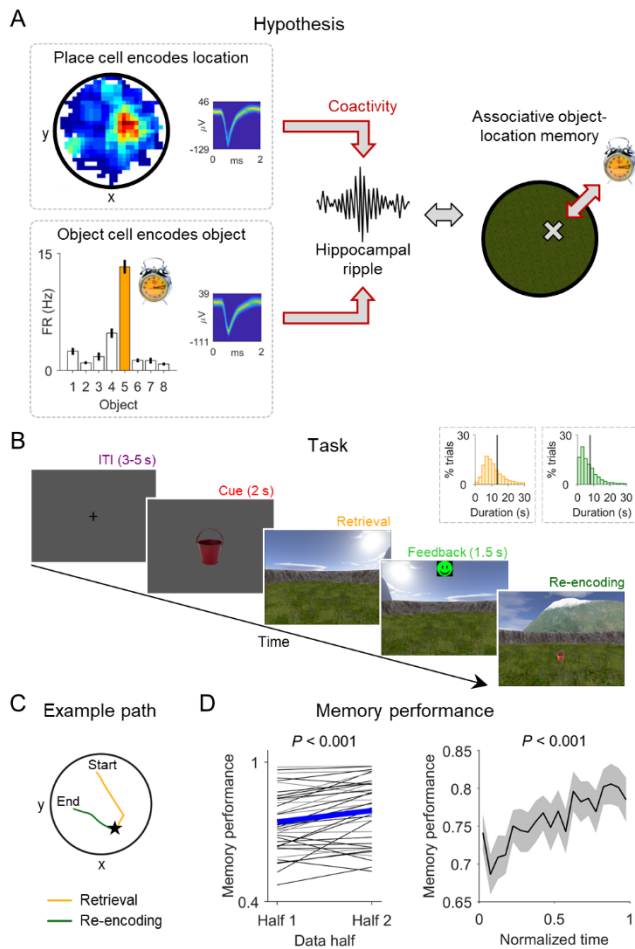 A
Hypothesis
Place cell encodes location
y
x
46
μV
-129
ms
2
Coactivity
Hippocampal
ripple
Associative object-
location memory
Object cell encodes object
15
FR (Hz)
0
1 2 3 4 5 6 7 8
Object
39
μV
-111
ms
2
B
Task
ITI (3-5 s)
Cue (2 s)
Retrieval
Feedback (1.5 s)
Re-encoding
Time
30
% trials
0
0 10 20 30
Duration (s)
30
% trials
0
0 10 20 30
Duration (s)
C
Example path
Start
End
y
x
Retrieval
Re-encoding
D
Memory performance
P < 0.001
1
Memory performance
0.4
Half 1
Half 2
Data half
P < 0.001
0.85
0.8
0.75
0.7
0.65
Memory performance
0
0.5
1
Normalized time